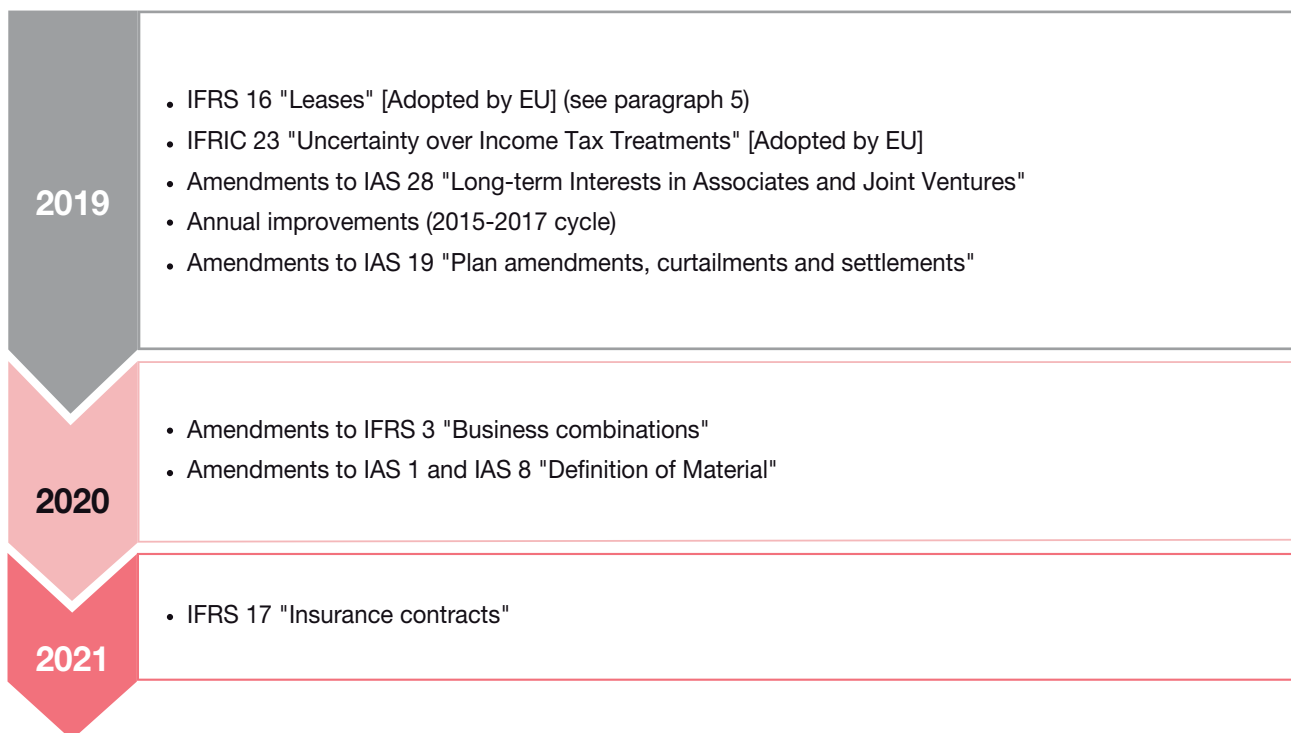 2019
• IFRS 16 "Leases" [Adopted by EU] (see paragraph 5)
• IFRIC 23 "Uncertainty over Income Tax Treatments" [Adopted by EU]
• Amendments to IAS 28 "Long-term Interests in Associates and Joint Ventures"
• Annual improvements (2015-2017 cycle)
• Amendments to IAS 19 "Plan amendments, curtailments and settlements"
2020
• Amendments to IFRS 3 "Business combinations"
• Amendments to IAS 1 and IAS 8 "Definition of Material"
2021
• IFRS 17 "Insurance contracts"